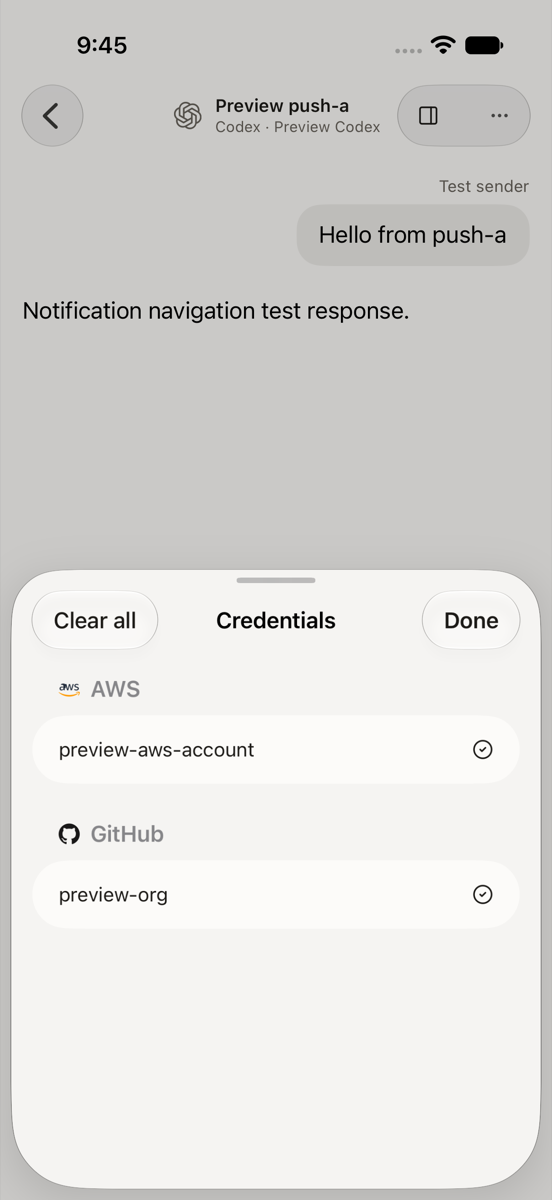 9:45
Preview push-a
Codex · Preview Codex
Test sender
Hello from push-a
Notification navigation test response.
Clear all
Credentials
Done
aws AWS
preview-aws-account
GitHub
preview-org